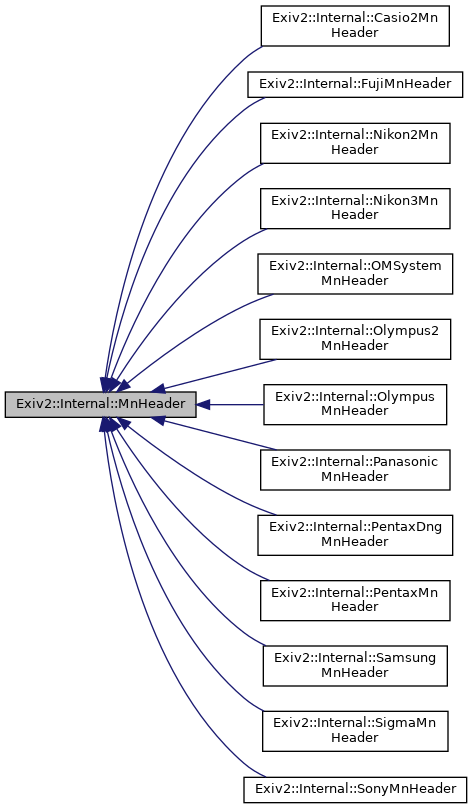 Exiv2::Internal::Casio2Mn
Header
Exiv2::Internal::FujiMnHeader
Exiv2::Internal::Nikon2Mn
Header
Exiv2::Internal::Nikon3Mn
Header
Exiv2::Internal::OMSystem
MnHeader
Exiv2::Internal::Olympus2
MnHeader
Exiv2::Internal::MnHeader
Exiv2::Internal::Olympus
MnHeader
Exiv2::Internal::Panasonic
MnHeader
Exiv2::Internal::PentaxDng
MnHeader
Exiv2::Internal::PentaxMn
Header
Exiv2::Internal::Samsung
MnHeader
Exiv2::Internal::SigmaMn
Header
Exiv2::Internal::SonyMnHeader